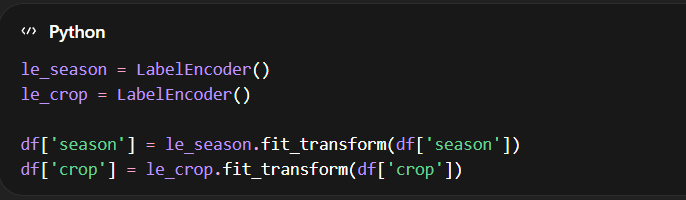 Python
le_season = LabelEncoder()
le_crop = LabelEncoder()
df['season'] = le_season.fit_transform(df['season'])
df['crop'] = le_crop.fit_transform(df['crop'])